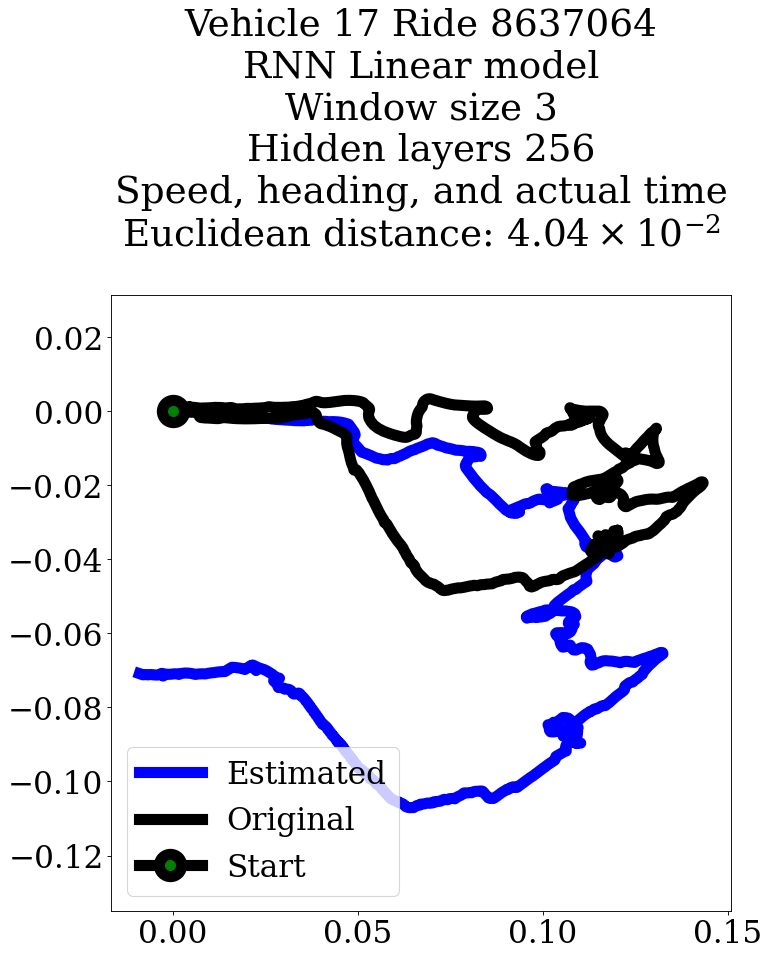 Vehicle 17 Ride 8637064
RNN Linear model
Window size 3
Hidden layers 256
Speed, heading, and actual time
Euclidean distance: 4.04 × 10⁻²
0.02
0.00
−0.02
−0.04
−0.06
−0.08
−0.10
−0.12
Estimated
Original
Start
0.00 0.05 0.10 0.15